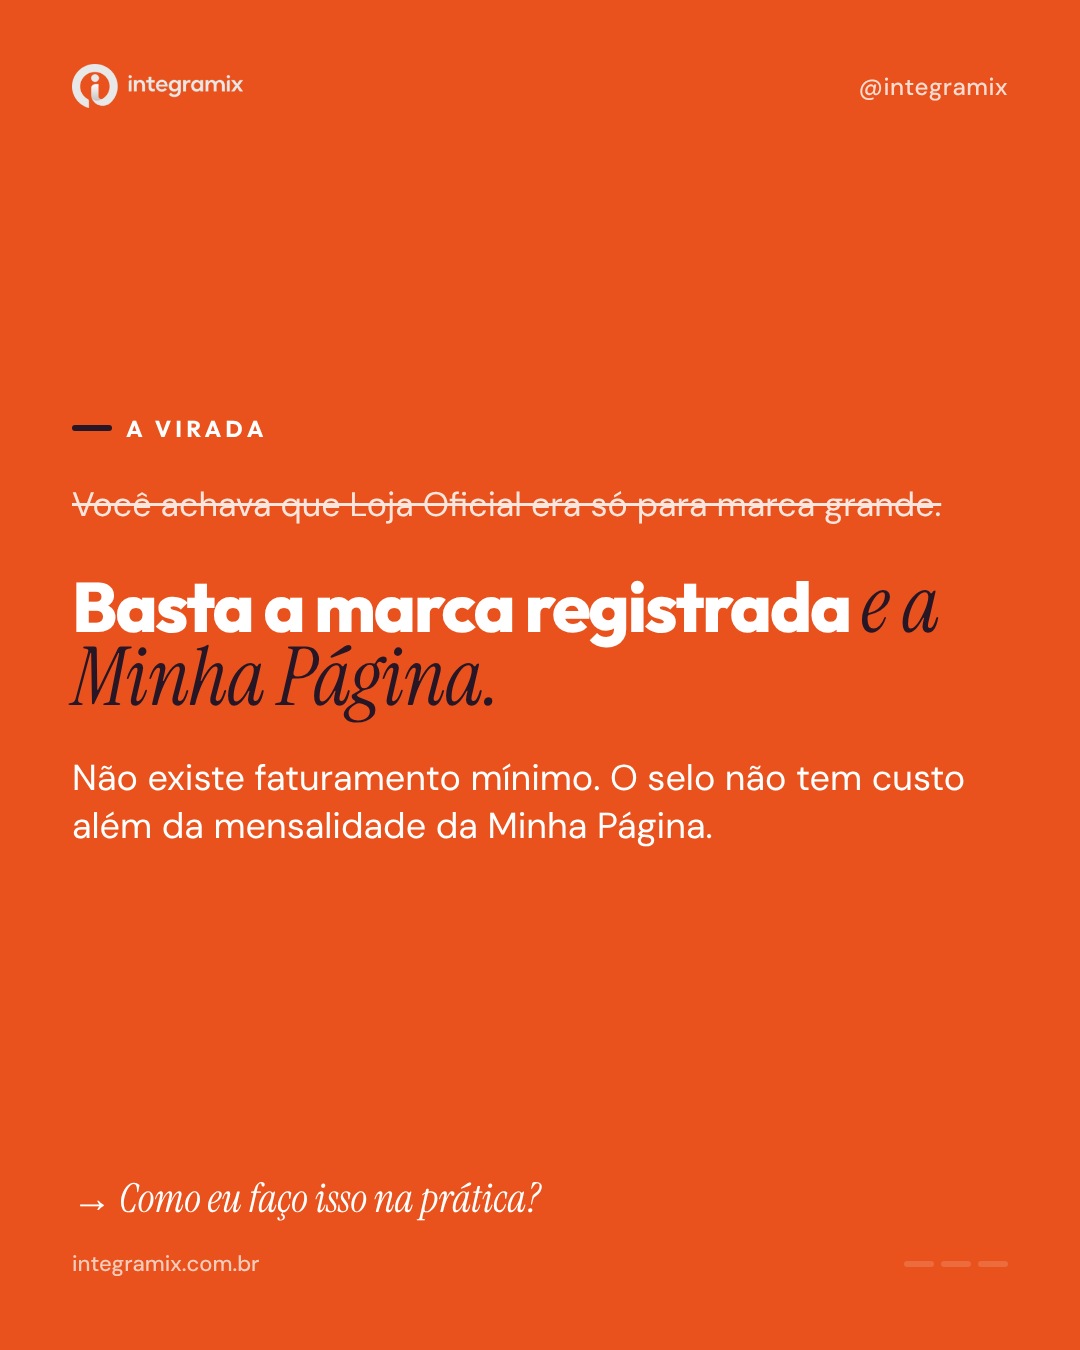 integramix
@integramix
A VIRADA
Você achava que Loja Oficial era só para marca grande.
Basta a marca registrada e a
Minha Página.
Não existe faturamento mínimo. O selo não tem custo
além da mensalidade da Minha Página.
→ Como eu faço isso na prática?
integramix.com.br